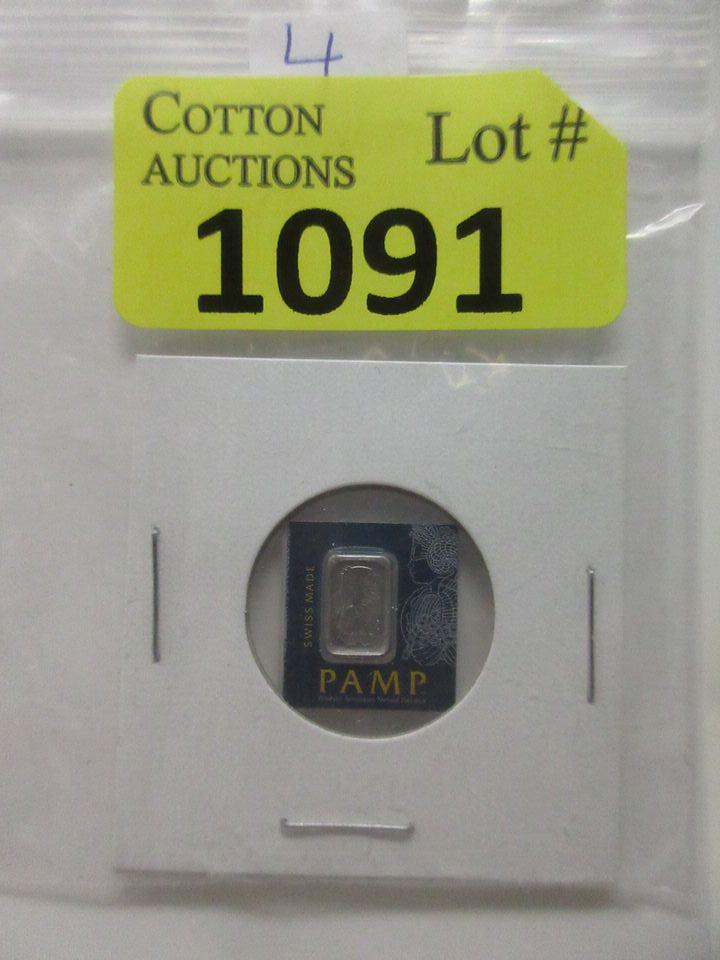 4
COTTON
AUCTIONS
Lot #
1091
SWISS MADE
PAMP